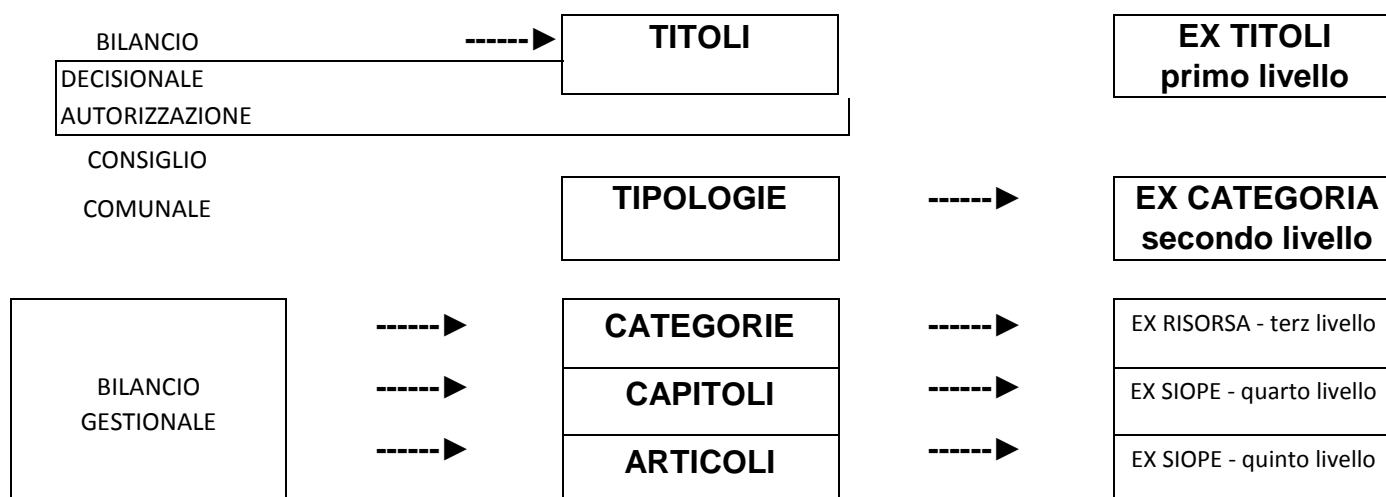 BILANCIO ------► TITOLI EX TITOLI
primo livello
DECISIONALE
AUTORIZZAZIONE
CONSIGLIO
COMUNALE
TIPOLOGIE ------► EX CATEGORIA
secondo livello
------► CATEGORIE ------► EX RISORSA - terz livello
BILANCIO ------► CAPITOLI ------► EX SIOPE - quarto livello
GESTIONALE
------► ARTICOLI ------► EX SIOPE - quinto livello